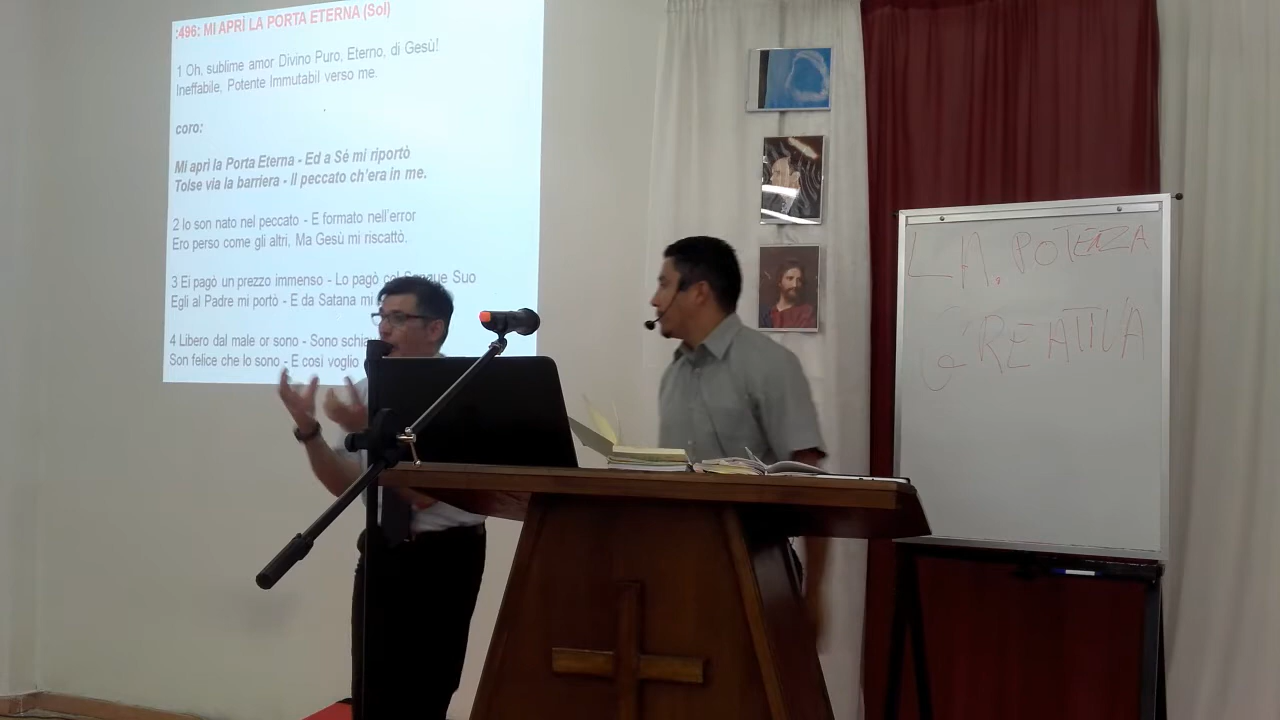 :496: MI APRÌ LA PORTA ETERNA (Sol)
1 Oh, sublime amor Divino Puro, Eterno, di Gesù!
Ineffabile, Potente Immutabil verso me.
coro:
Mi aprì la Porta Eterna - Ed a Sè mi riportò
Tolse via la barriera - Il peccato ch'era in me.
2 Io son nato nel peccato - E formato nell'error
Ero perso come gli altri, Ma Gesù mi riscattò.
3 Ei pagò un prezzo immenso - Lo pagò col Sangue Suo
Egli al Padre mi portò - E da Satana mi
4 Libero dal male or sono - Sono
Son felice che lo sono - E così voglio
LA POTENZA
CREATIVA